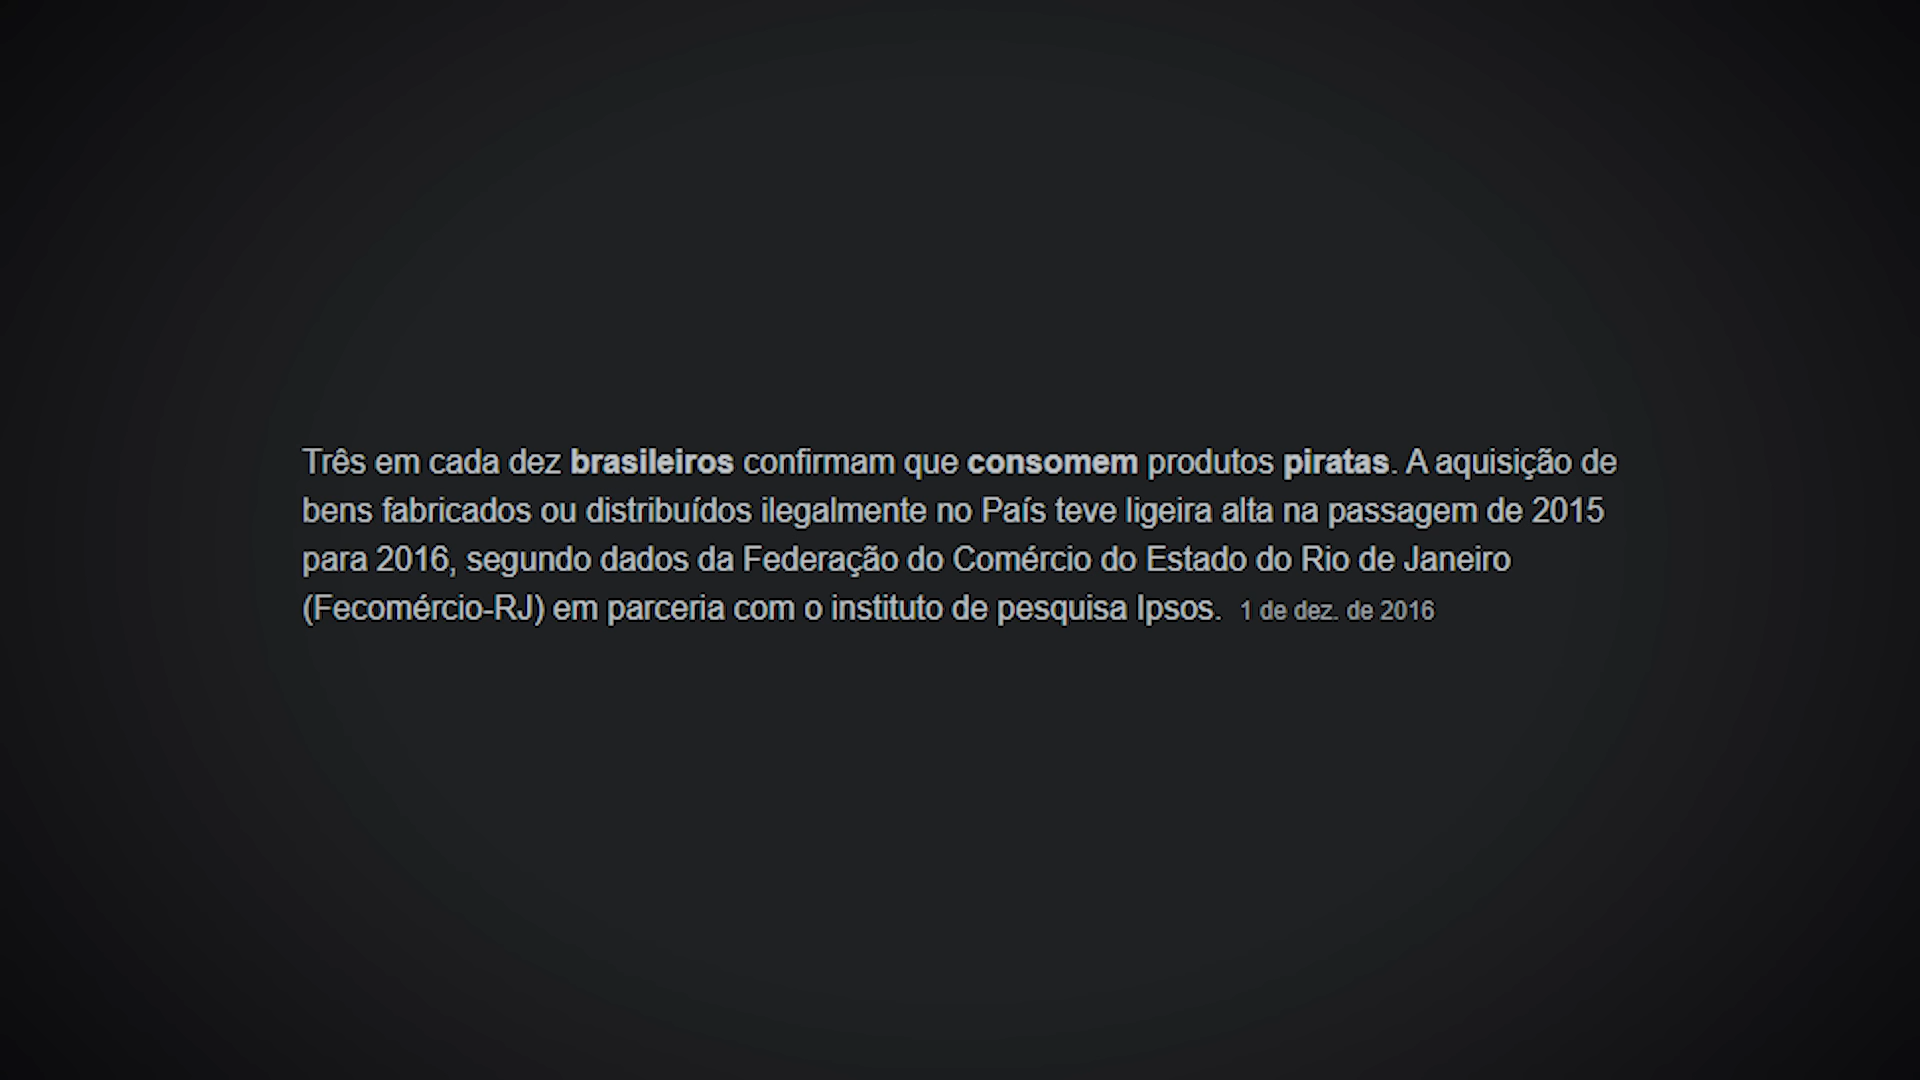 Três em cada dez brasileiros confirmam que consomem produtos piratas. A aquisição de
bens fabricados ou distribuídos ilegalmente no País teve ligeira alta na passagem de 2015
para 2016, segundo dados da Federação do Comércio do Estado do Rio de Janeiro
(Fecomércio-RJ) em parceria com o instituto de pesquisa Ipsos. 1 de dez. de 2016